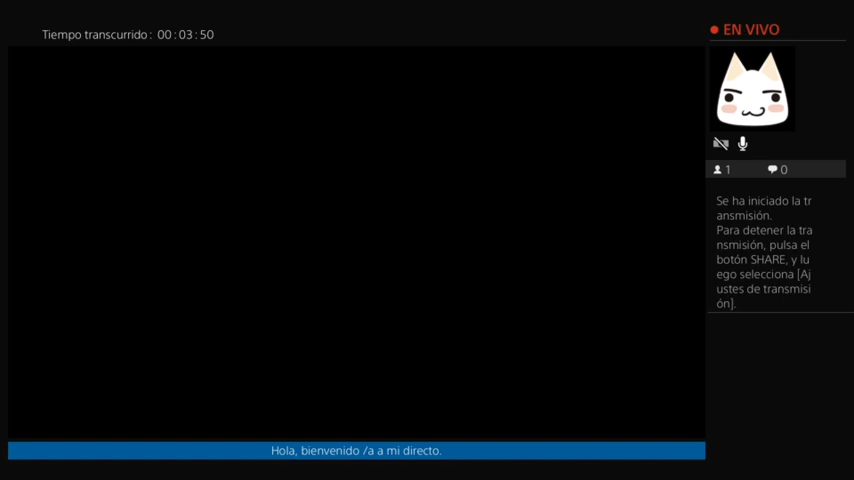 Tiempo transcurrido : 00 : 03 : 50
EN VIVO
1
0
Se ha iniciado la tr
ansmisión.
Para detener la tra
nsmisión, pulsa el
botón SHARE, y lu
ego selecciona [Aj
ustes de transmisi
ón].
Hola, bienvenido /a a mi directo.